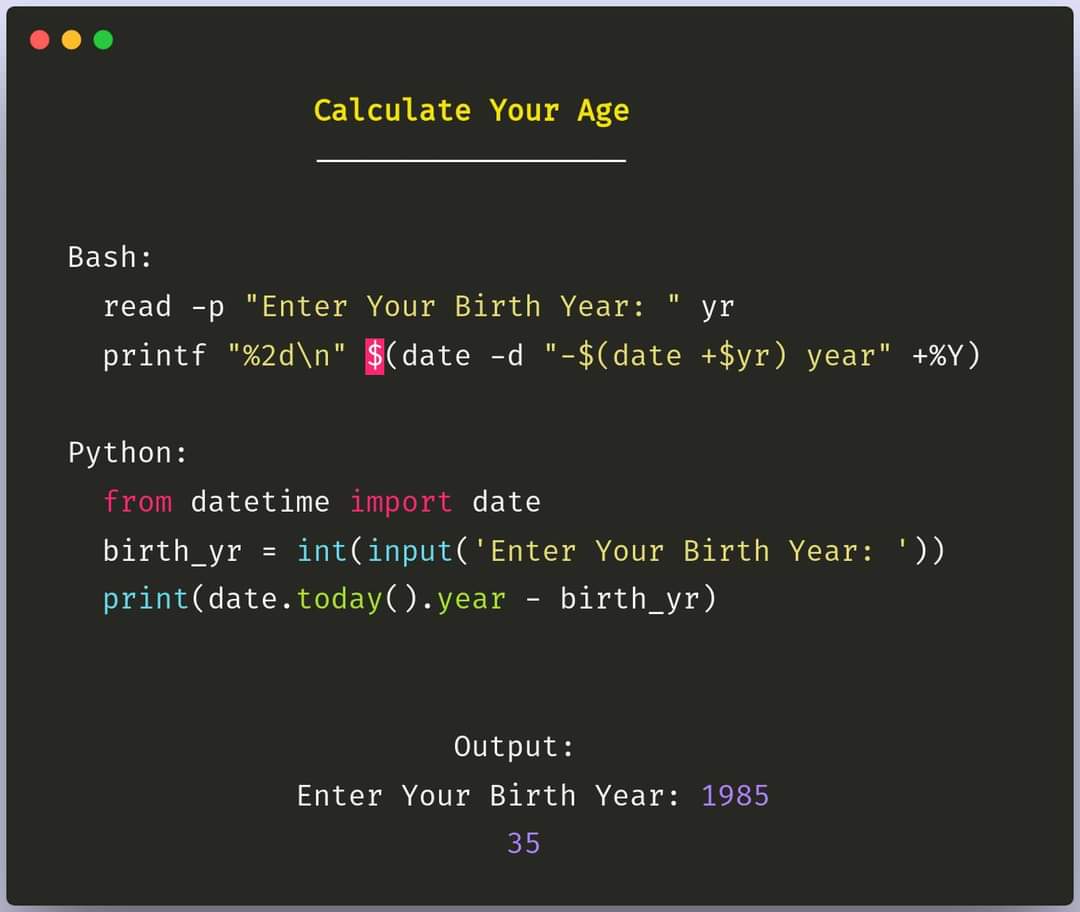 Calculate Your Age
Bash:
read -p "Enter Your Birth Year: " yr
printf "%2d\n" $(date -d "-$(date +$yr) year" +%Y)
Python:
from datetime import date
birth_yr = int(input('Enter Your Birth Year: '))
print(date.today().year - birth_yr)
Output:
Enter Your Birth Year: 1985
35